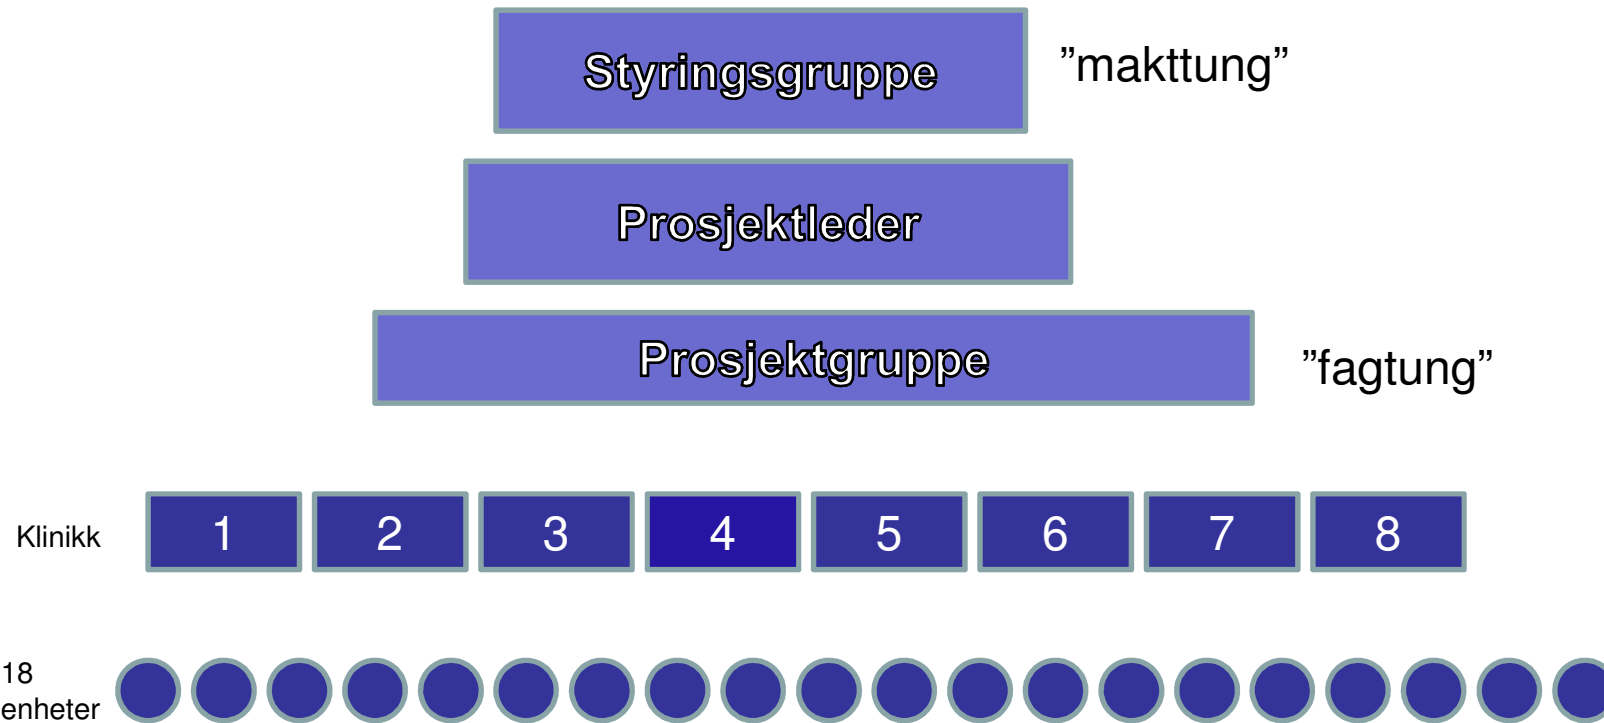 Styringsgruppe
”makttung”
Prosjektleder
Prosjektgruppe
”fagtung”
Klinikk 1 2 3 4 5 6 7 8
18
enheter